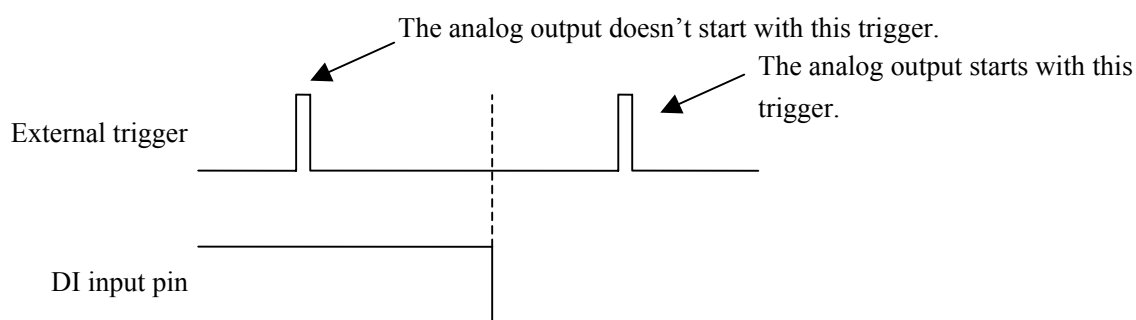 The analog output doesn’t start with this trigger.
The analog output starts with this
trigger.
External trigger
DI input pin